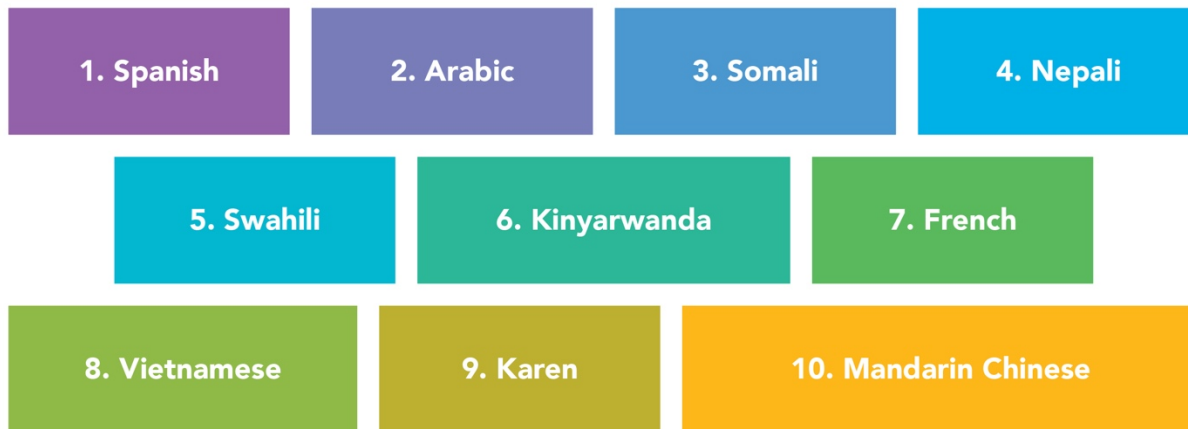 1. Spanish
2. Arabic
3. Somali
4. Nepali
5. Swahili
6. Kinyarwanda
7. French
8. Vietnamese
9. Karen
10. Mandarin Chinese